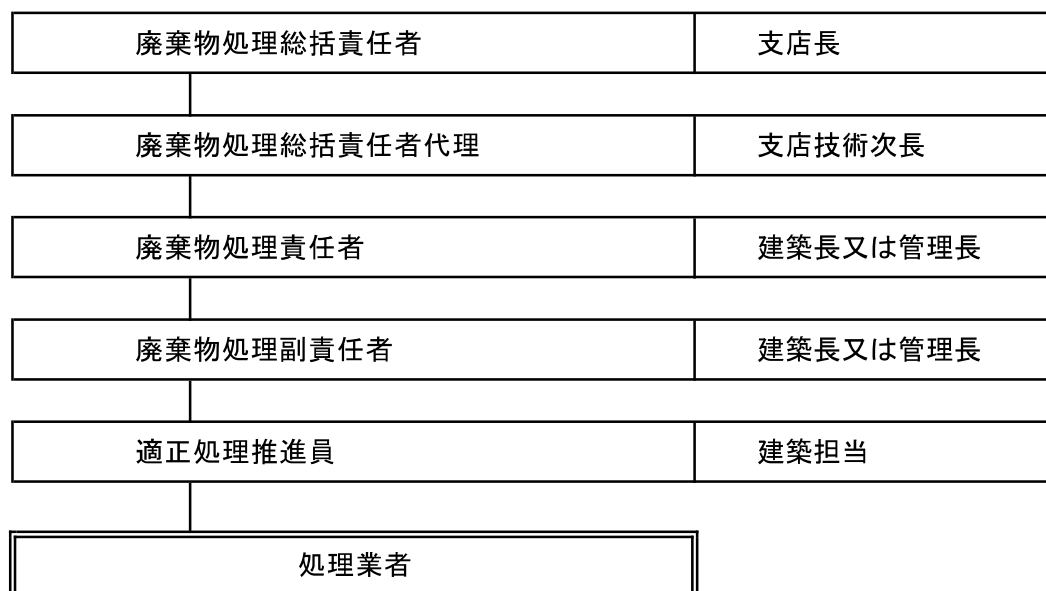 廃棄物処理総括責任者 支店長
廃棄物処理総括責任者代理 支店技術次長
廃棄物処理責任者 建築長又は管理長
廃棄物処理副責任者 建築長又は管理長
適正処理推進員 建築担当
処理業者